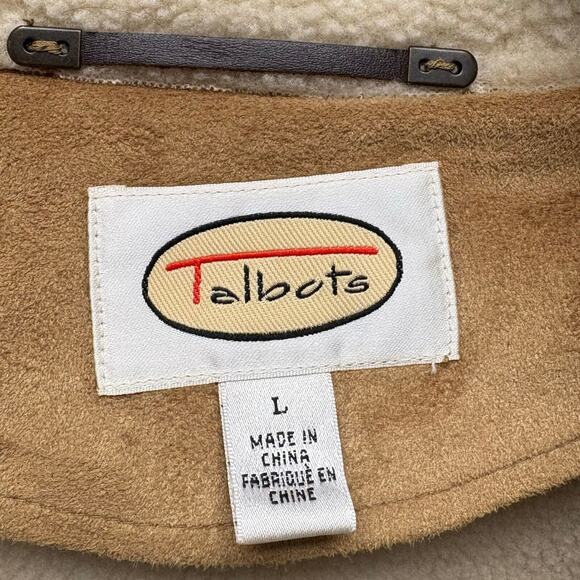 Talbots
L
MADE IN
CHINA
FABRIQUÉ EN
CHINE